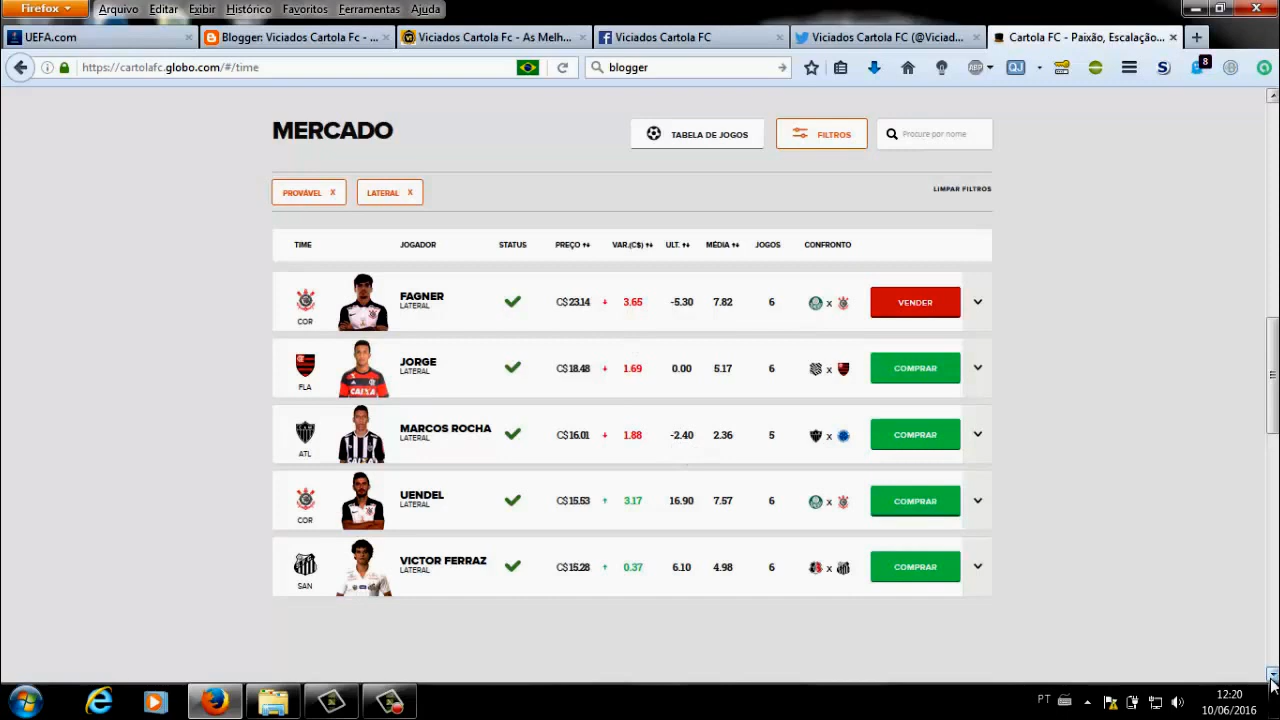 Firefox
Arquivo Editar Exibir Histórico Favoritos Ferramentas Ajuda
UEFA.com
Blogger: Viciados Cartola Fc - ...
Viciados Cartola Fc - As Melh...
Viciados Cartola FC
Viciados Cartola FC (@Viciad...
Cartola FC - Paixão, Escalação,...
https://cartolafc.globo.com/#/time
blogger
8
MERCADO
TABELA DE JOGOS
FILTROS
Procure por nome
PROVÁVEL X
LATERAL X
LIMPAR FILTROS
TIME JOGADOR STATUS PREÇO VAR.(C$) ULT. MÉDIA JOGOS CONFRONTO
COR FAGNER LATERAL C$ 23.14 3.65 -5.30 7.82 6 x VENDER
FLA JORGE LATERAL C$ 18.48 1.69 0.00 5.17 6 x COMPRAR
ATL MARCOS ROCHA LATERAL C$ 16.01 1.88 -2.40 2.36 5 x COMPRAR
COR UENDEL LATERAL C$ 15.53 3.17 16.90 7.57 6 x COMPRAR
SAN VICTOR FERRAZ LATERAL C$ 15.28 0.37 6.10 4.98 6 x COMPRAR
PT
12:20
10/06/2016